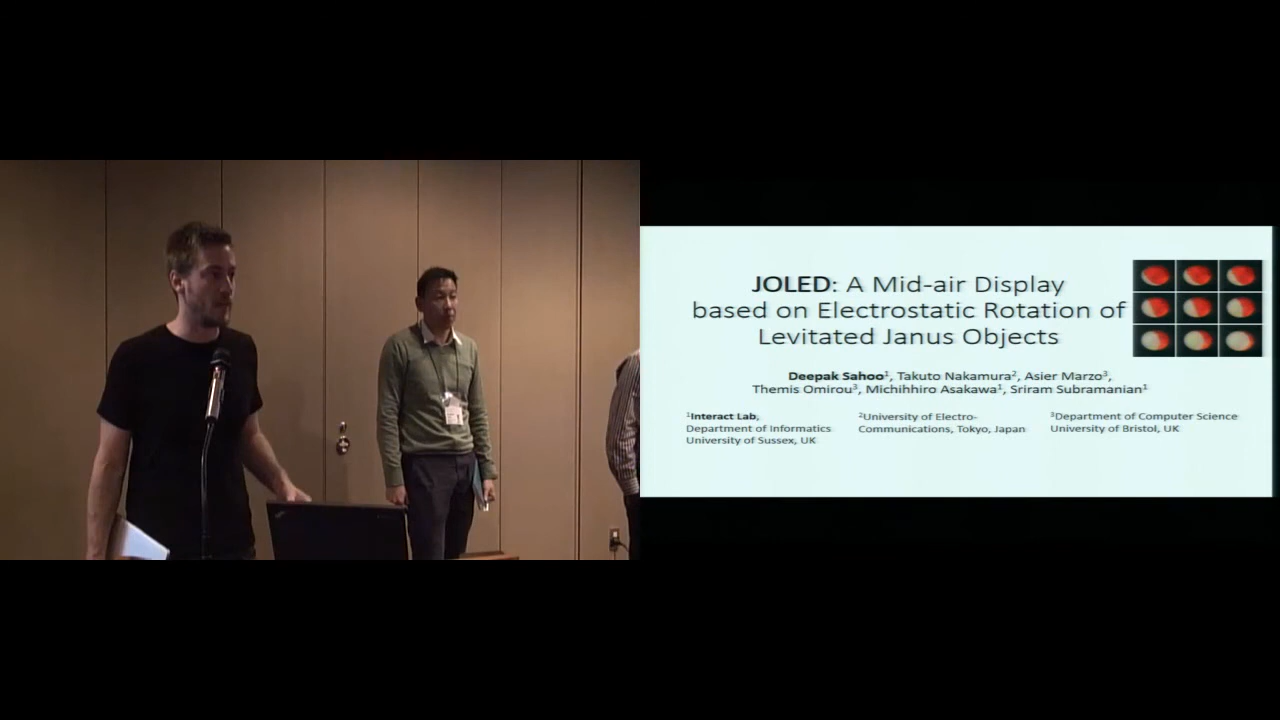 JOLED: A Mid-air Display
based on Electrostatic Rotation of
Levitated Janus Objects
Deepak Sahoo¹, Takuto Nakamura², Asier Marzo³,
Themis Omirou³, Michihhiro Asakawa¹, Sriram Subramanian¹
¹Interact Lab,
Department of Informatics
University of Sussex, UK
²University of Electro-
Communications, Tokyo, Japan
³Department of Computer Science
University of Bristol, UK